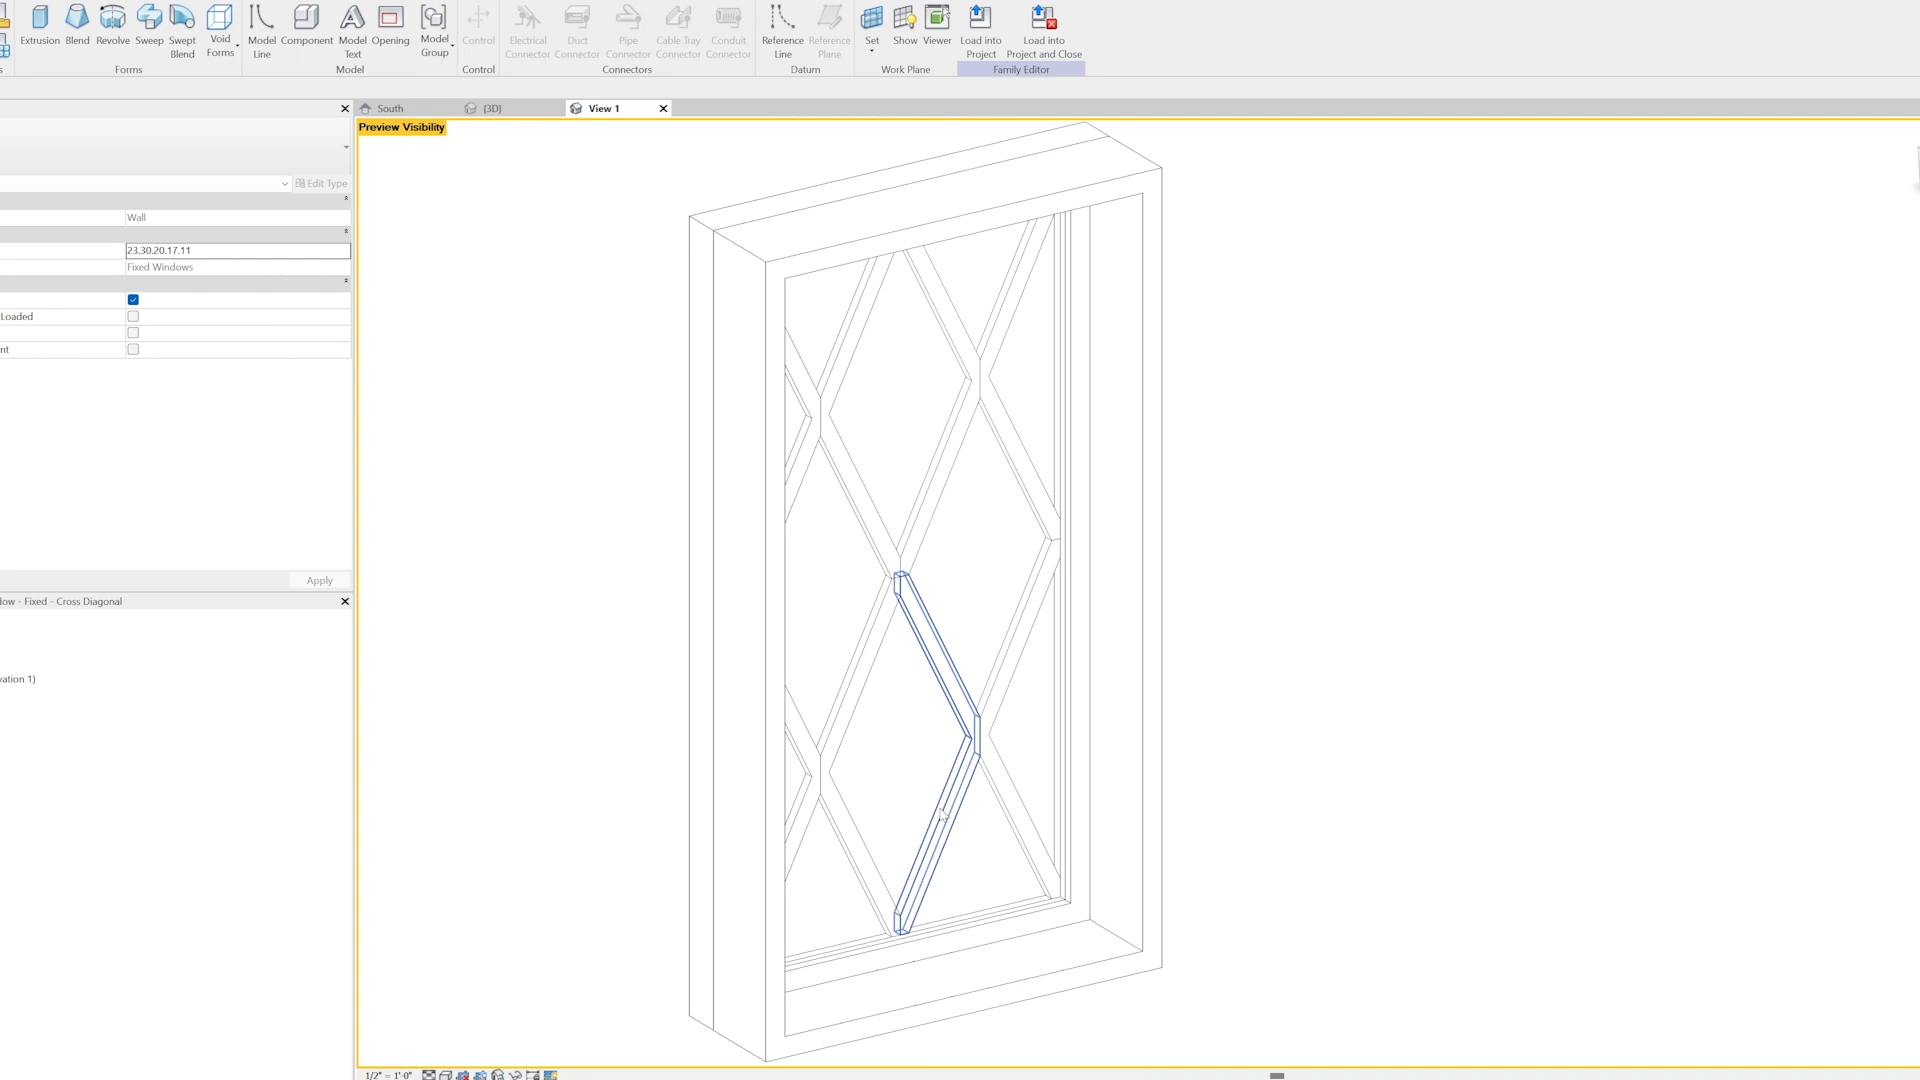 Extrusion Blend Revolve Sweep Swept Blend Void Forms
Forms
Model Line Component Model Text Opening Model Group
Model
Control
Control
Electrical Connector Duct Connector Pipe Connector Cable Tray Connector Conduit Connector
Connectors
Reference Line Reference Plane
Datum
Set Show Viewer
Work Plane
Load into Project Load into Project and Close
Family Editor
South {3D} View 1
Preview Visibility
Edit Type
Wall
23.30.20.17.11
Fixed Windows
Loaded
nt
Apply
ow - Fixed - Cross Diagonal
vation 1)
1/2" = 1'-0"